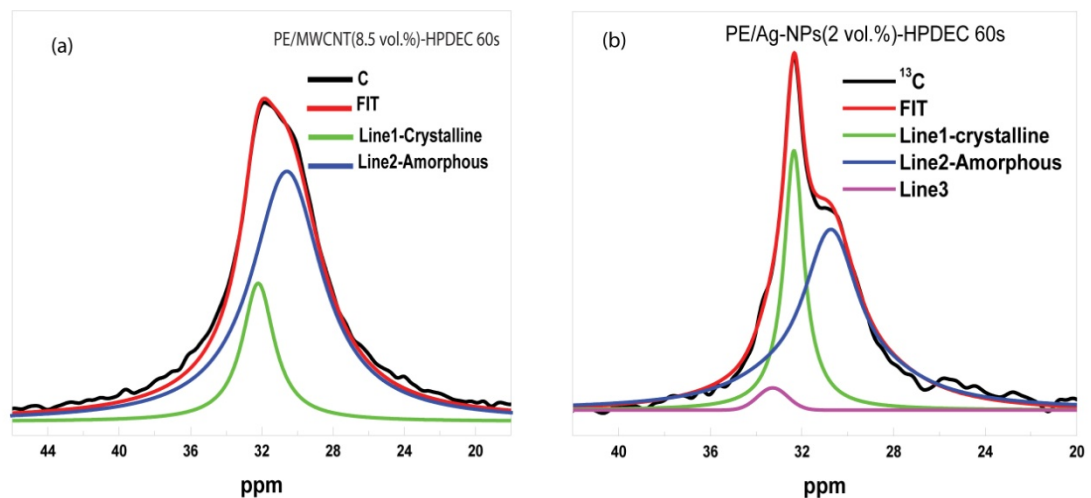 (a)
PE/MWCNT(8.5 vol.%)-HPDEC 60s
C
FIT
Line1-Crystalline
Line2-Amorphous
44 40 36 32 28 24 20
ppm
(b)
PE/Ag-NPs(2 vol.%)-HPDEC 60s
¹³C
FIT
Line1-crystalline
Line2-Amorphous
Line3
40 36 32 28 24 20
ppm